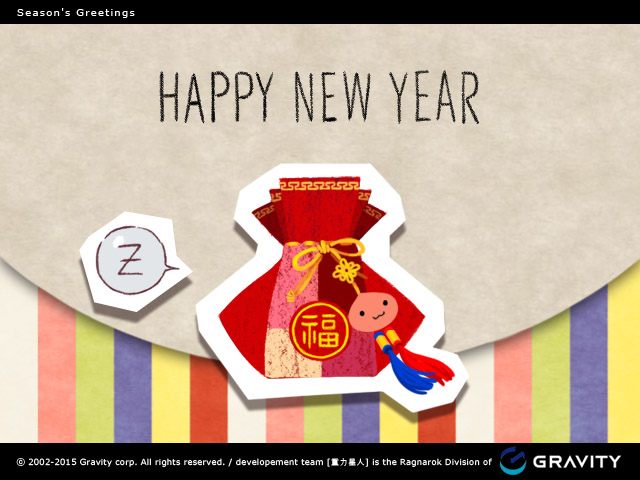 Season's Greetings
HAPPY NEW YEAR
Z
福
© 2002-2015 Gravity corp. All rights reserved. / developement team [重力星人] is the Ragnarok Division of GRAVITY